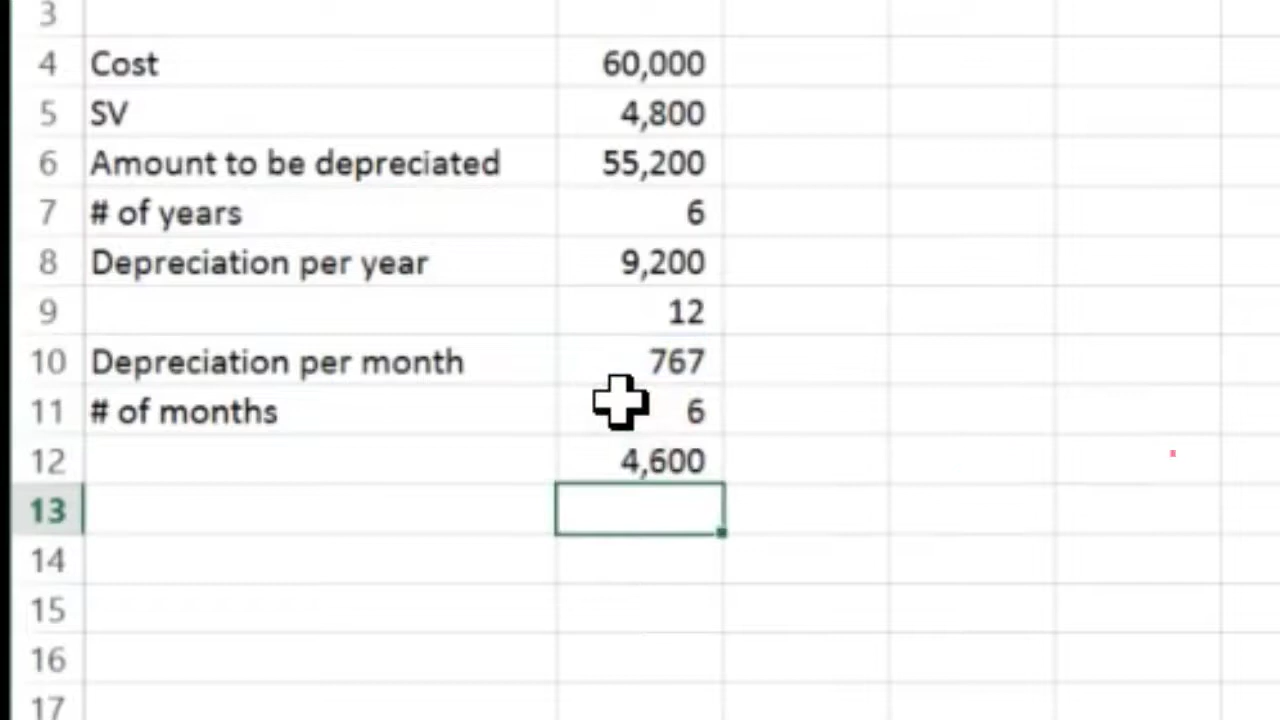 3
4 Cost 60,000
5 SV 4,800
6 Amount to be depreciated 55,200
7 # of years 6
8 Depreciation per year 9,200
9 12
10 Depreciation per month 767
11 # of months 6
12 4,600
13
14
15
16
17